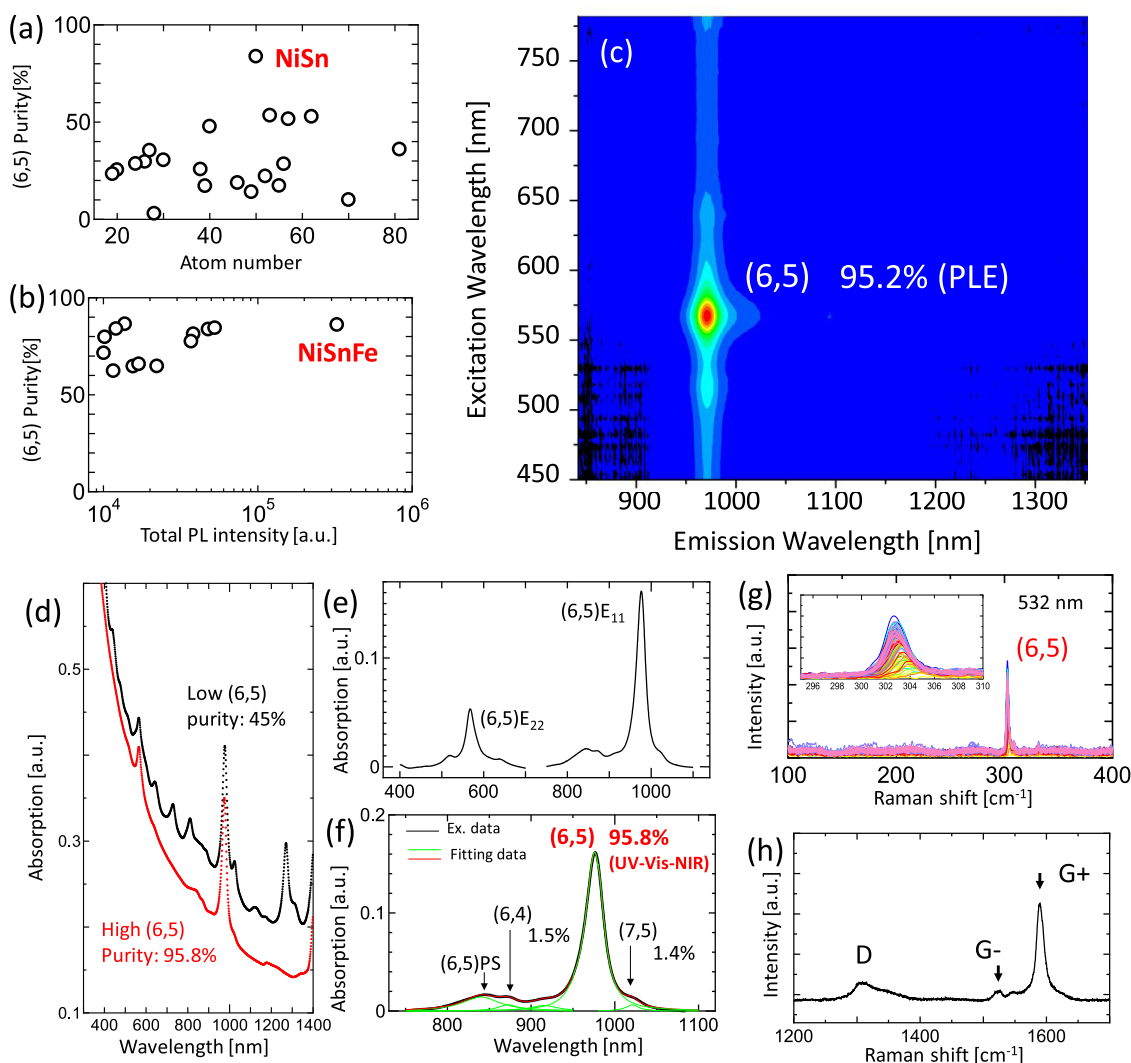 (a)
100
50
0
(6,5) Purity[%]
NiSn
20
40
60
80
Atom number
(b)
100
50
0
(6,5) Purity[%]
NiSnFe
10⁴
10⁵
10⁶
Total PL intensity [a.u.]
(c)
750
700
650
600
550
500
450
Excitation Wavelength [nm]
(6,5) 95.2% (PLE)
900
1000
1100
1200
1300
Emission Wavelength [nm]
(d)
0.5
0.3
0.1
Absorption [a.u.]
Low (6,5)
purity: 45%
High (6,5)
Purity: 95.8%
400
600
800
1000
1200
1400
Wavelength [nm]
(e)
0.1
0
Absorption [a.u.]
(6,5)E₁₁
(6,5)E₂₂
400
600
800
1000
(f)
0.2
0.1
0
Absorption [a.u.]
Ex. data
Fitting data
(6,5) 95.8%
(UV-Vis-NIR)
(6,4)
1.5%
(7,5)
1.4%
(6,5)PS
800
900
1000
1100
Wavelength [nm]
(g)
Intensity [a.u.]
532 nm
(6,5)
296
298
300
302
304
306
308
310
100
200
300
400
Raman shift [cm⁻¹]
(h)
Intensity [a.u.]
D
G-
G+
1200
1400
1600
Raman shift [cm⁻¹]